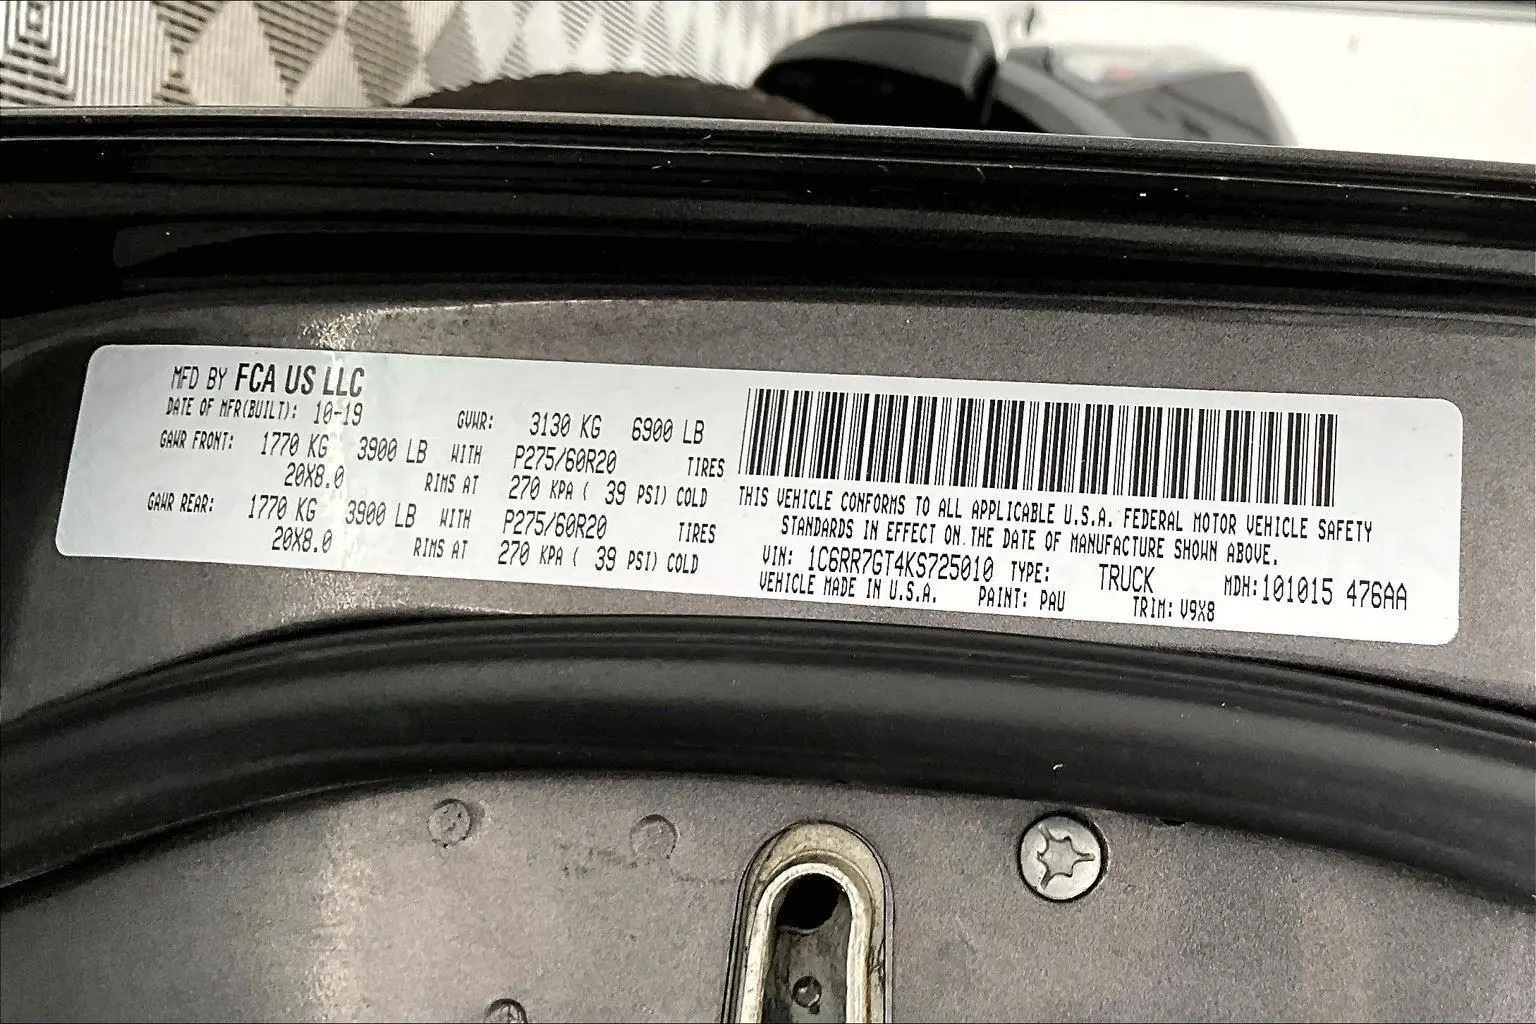 MFD BY FCA US LLC
DATE OF MFR(BUILT): 10-19 GVWR: 3130 KG 6900 LB
GAWR FRONT: 1770 KG 3900 LB WITH P275/60R20 TIRES
20X8.0 RIMS AT 270 KPA ( 39 PSI) COLD
GAWR REAR: 1770 KG 3900 LB WITH P275/60R20 TIRES
20X8.0 RIMS AT 270 KPA ( 39 PSI) COLD
THIS VEHICLE CONFORMS TO ALL APPLICABLE U.S.A. FEDERAL MOTOR VEHICLE SAFETY
STANDARDS IN EFFECT ON THE DATE OF MANUFACTURE SHOWN ABOVE.
VIN: 1C6RR7GT4KS725010 TYPE: TRUCK MDH:101015 476AA
VEHICLE MADE IN U.S.A. PAINT: PAU TRIM: V9X8